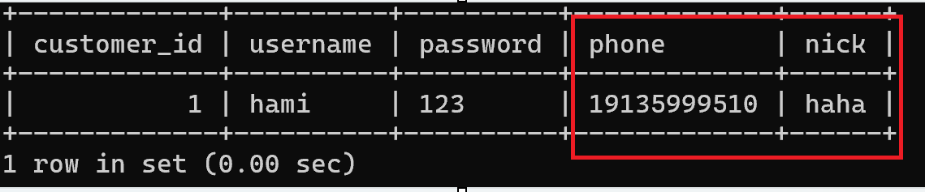 | customer_id | username | password | phone | nick |
| 1 | hami | 123 | 19135999510 | haha |
1 row in set (0.00 sec)